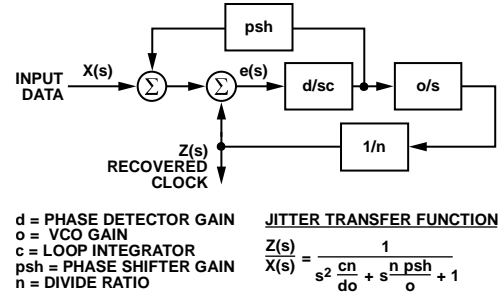 psh
X(s)
e(s)
INPUT
DATA
Σ
Σ
d/sc
o/s
Z(s)
RECOVERED
CLOCK
1/n
d = PHASE DETECTOR GAIN
o = VCO GAIN
c = LOOP INTEGRATOR
psh = PHASE SHIFTER GAIN
n = DIVIDE RATIO
JITTER TRANSFER FUNCTION
Z(s)/X(s) = 1/(s² cn/do + s n psh/o + 1)